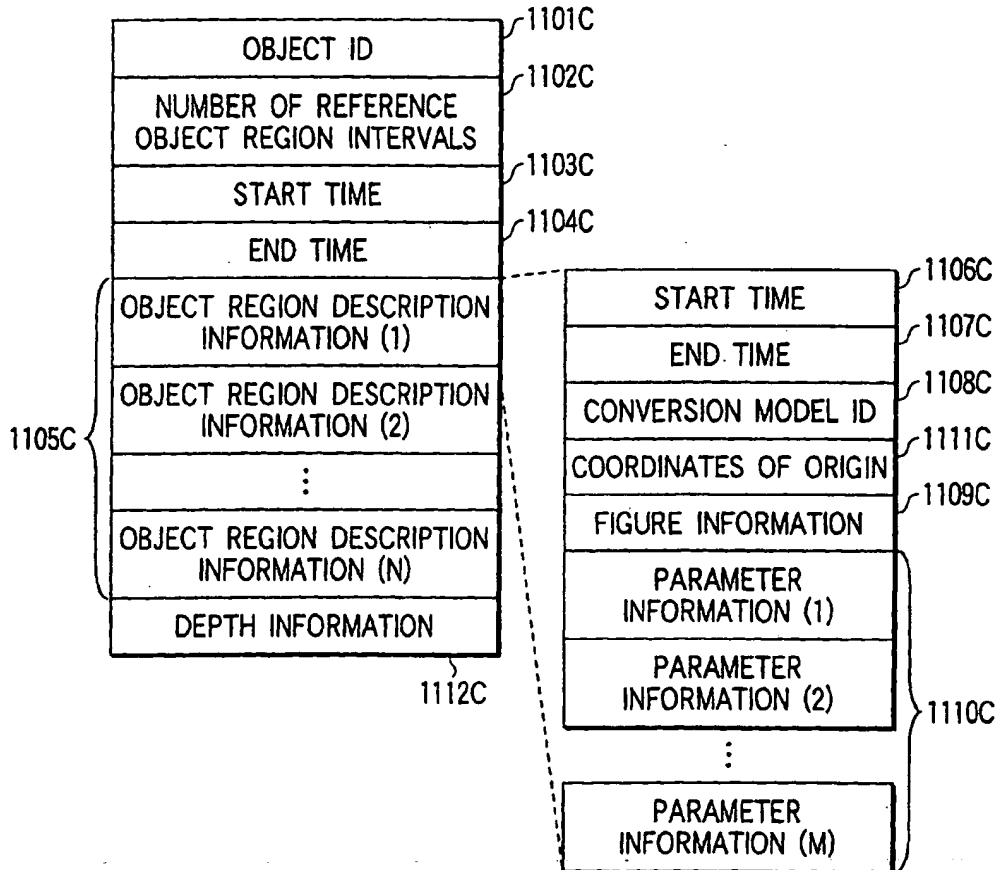 1101C
OBJECT ID
1102C
NUMBER OF REFERENCE
OBJECT REGION INTERVALS
1103C
START TIME
1104C
END TIME
1105C
OBJECT REGION DESCRIPTION
INFORMATION (1)
OBJECT REGION DESCRIPTION
INFORMATION (2)
⋮
OBJECT REGION DESCRIPTION
INFORMATION (N)
DEPTH INFORMATION
1112C
1106C
START TIME
1107C
END TIME
1108C
CONVERSION MODEL ID
1111C
COORDINATES OF ORIGIN
1109C
FIGURE INFORMATION
PARAMETER
INFORMATION (1)
PARAMETER
INFORMATION (2)
1110C
⋮
PARAMETER
INFORMATION (M)